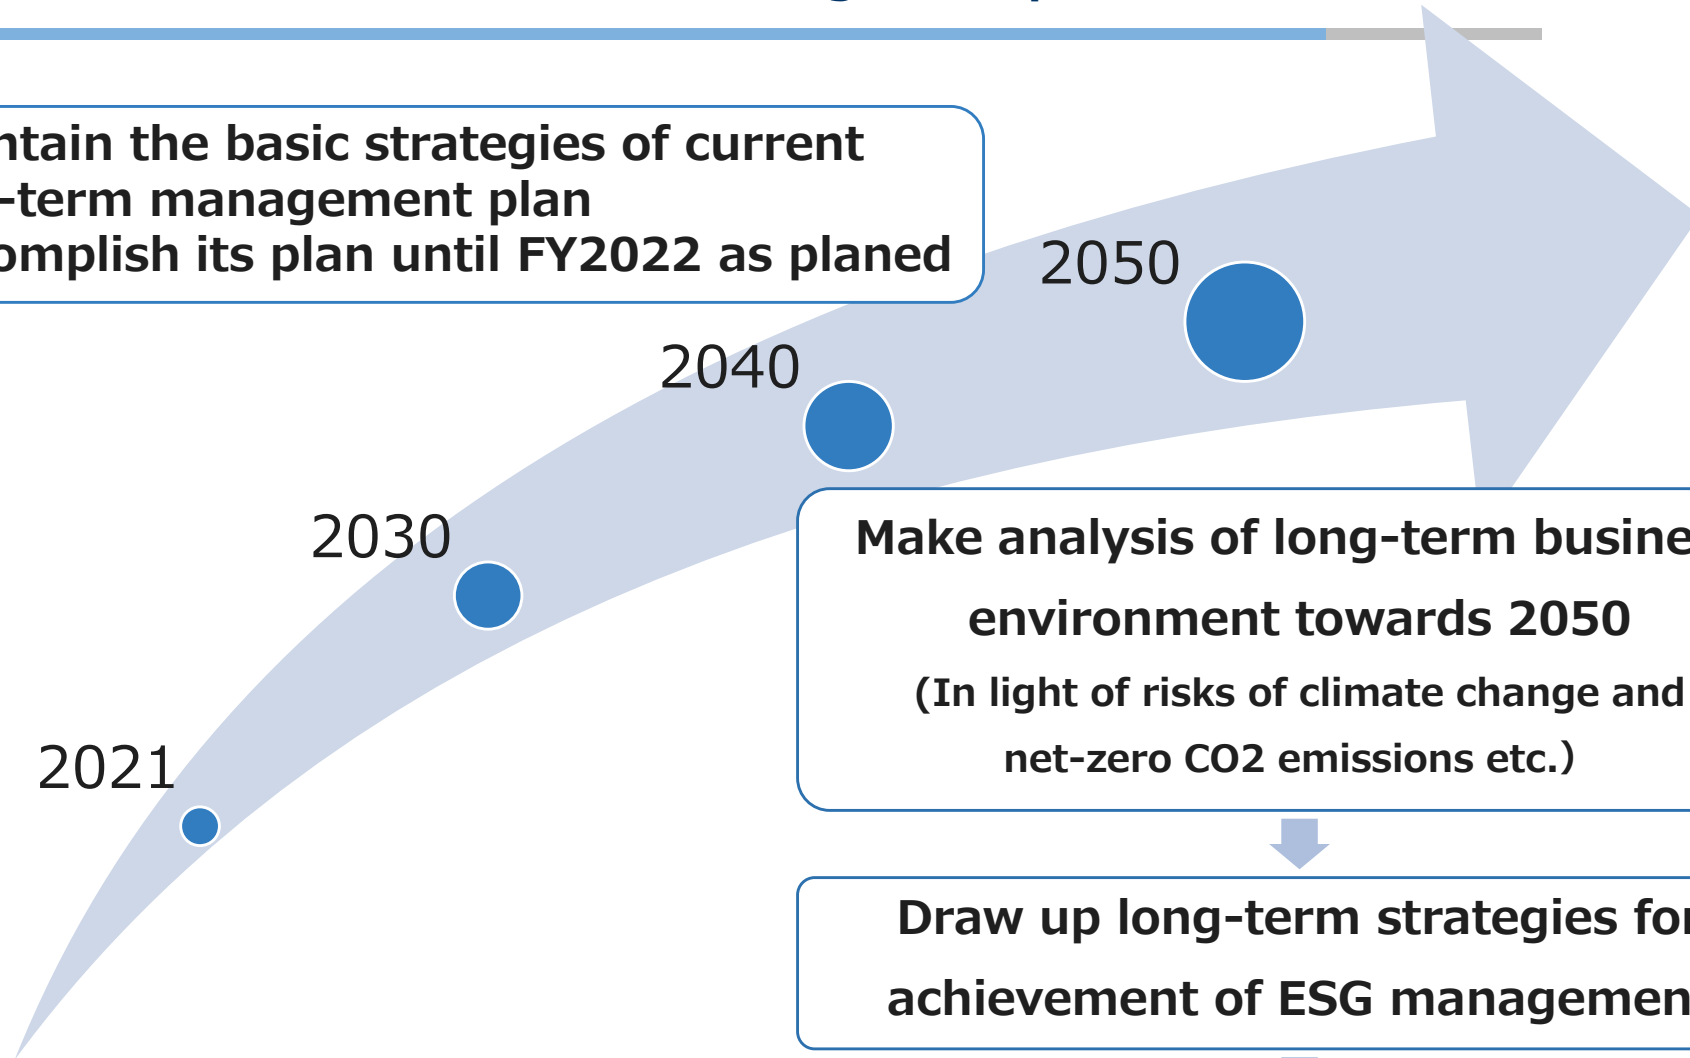 ntain the basic strategies of current
-term management plan
omplish its plan until FY2022 as planed
2050
2040
2030
2021
Make analysis of long-term busine
environment towards 2050
(In light of risks of climate change and
net-zero CO2 emissions etc.)
Draw up long-term strategies for
achievement of ESG managemen